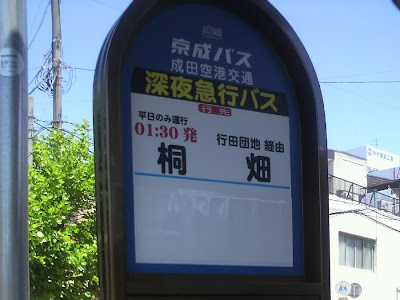 京成バス
成田空港交通
深夜急行バス
行先
平日のみ運行
01:30 発
行田団地 経由
桐畑